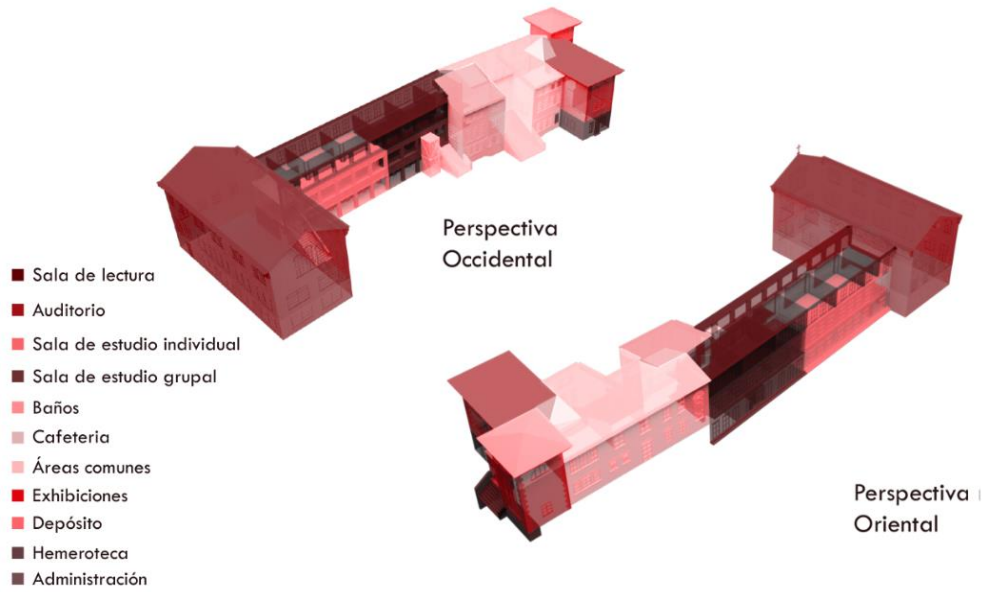 Perspectiva
Occidental
Sala de lectura
Auditorio
Sala de estudio individual
Sala de estudio grupal
Baños
Cafeteria
Áreas comunes
Exhibiciones
Depósito
Hemeroteca
Administración
Perspectiva
Oriental